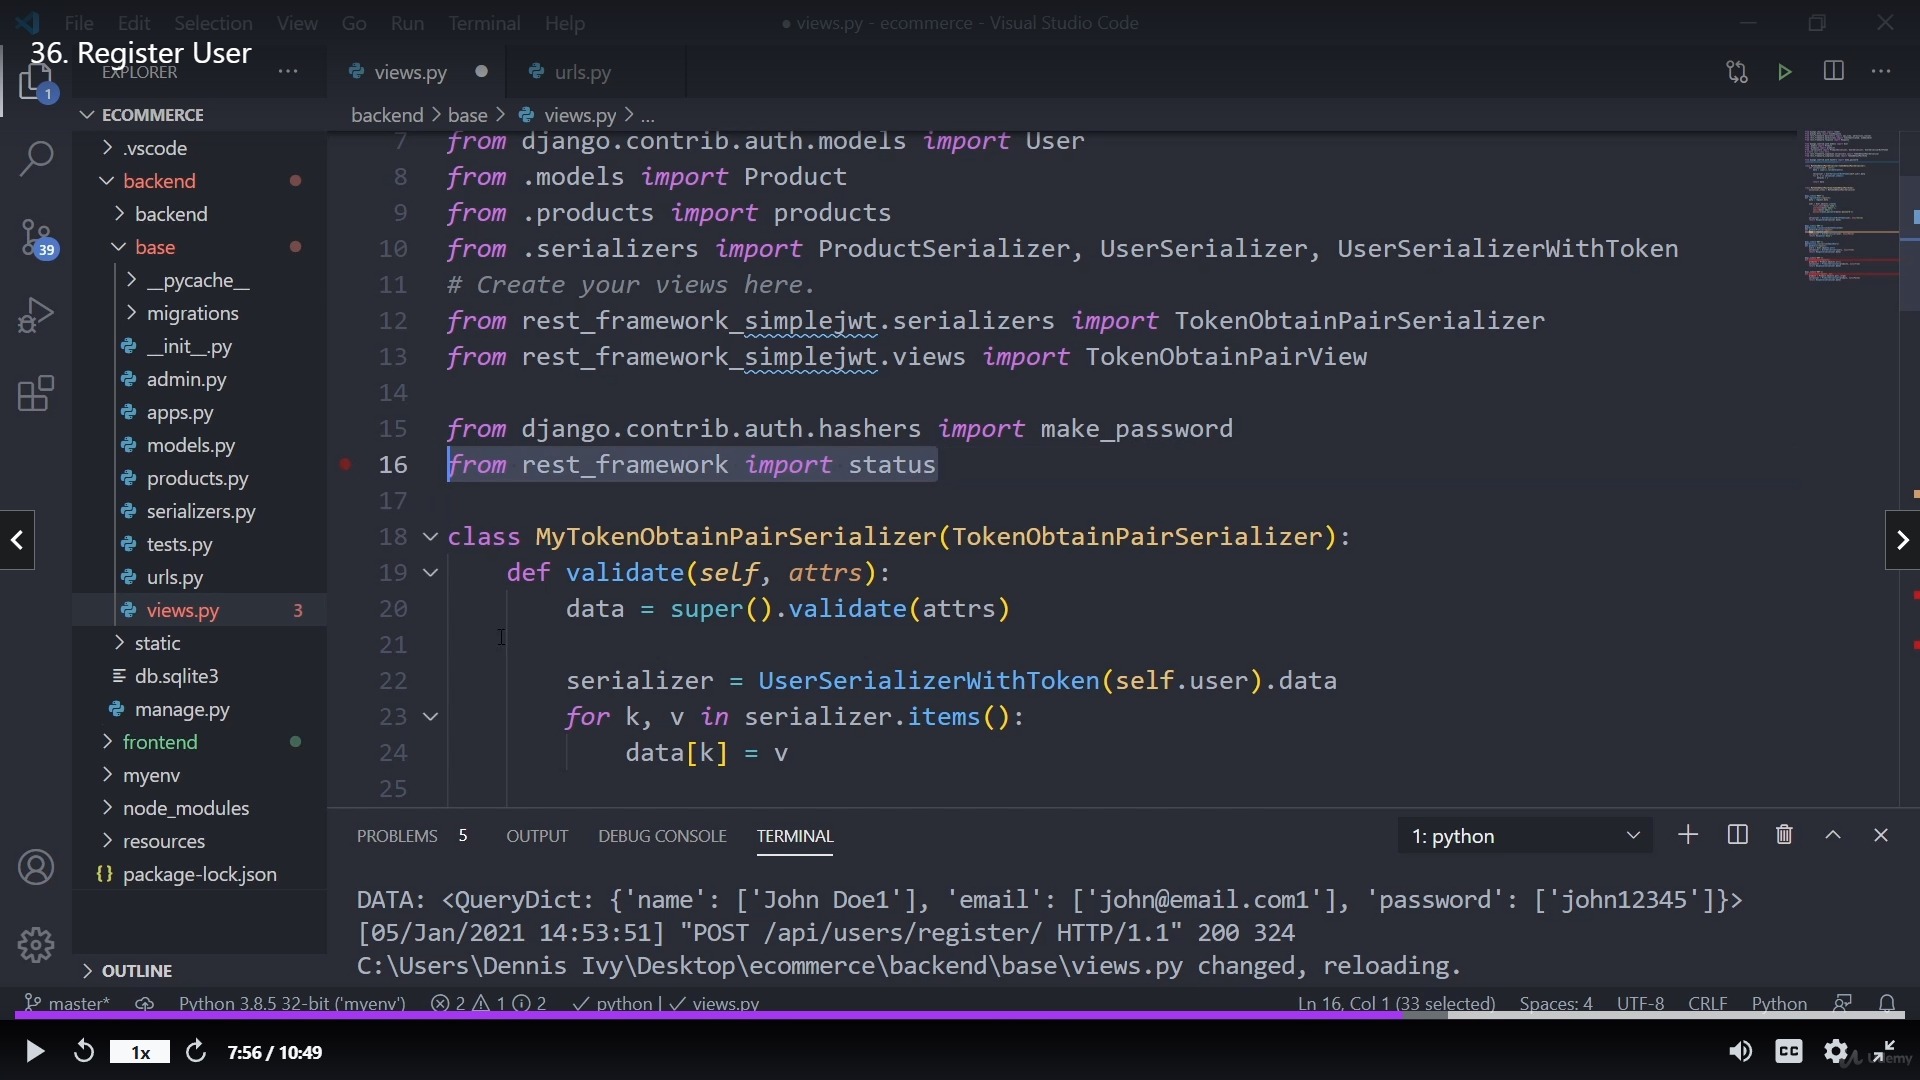 File Edit Selection View Go Run Terminal Help
● views.py - ecommerce - Visual Studio Code
36. Register User
EXPLORER
views.py
urls.py
1
39
ECOMMERCE
.vscode
backend
backend
base
__pycache__
migrations
__init__.py
admin.py
apps.py
models.py
products.py
serializers.py
tests.py
urls.py
views.py 3
static
db.sqlite3
manage.py
frontend
myenv
node_modules
resources
package-lock.json
OUTLINE
backend > base > views.py > ...
7 from django.contrib.auth.models import User
8 from .models import Product
9 from .products import products
10 from .serializers import ProductSerializer, UserSerializer, UserSerializerWithToken
11 # Create your views here.
12 from rest_framework_simplejwt.serializers import TokenObtainPairSerializer
13 from rest_framework_simplejwt.views import TokenObtainPairView
14
15 from django.contrib.auth.hashers import make_password
16 from rest_framework import status
17
18 class MyTokenObtainPairSerializer(TokenObtainPairSerializer):
19 def validate(self, attrs):
20 data = super().validate(attrs)
21
22 serializer = UserSerializerWithToken(self.user).data
23 for k, v in serializer.items():
24 data[k] = v
25
PROBLEMS 5 OUTPUT DEBUG CONSOLE TERMINAL
1: python
DATA: <QueryDict: {'name': ['John Doe1'], 'email': ['john@email.com1'], 'password': ['john12345']}>
[05/Jan/2021 14:53:51] "POST /api/users/register/ HTTP/1.1" 200 324
C:\Users\Dennis Ivy\Desktop\ecommerce\backend\base\views.py changed, reloading.
master* Python 3.8.5 32-bit ('myenv') 2 1 2 python | views.py
Ln 16, Col 1 (33 selected) Spaces: 4 UTF-8 CRLF Python
1x 7:56 / 10:49
CC
Udemy